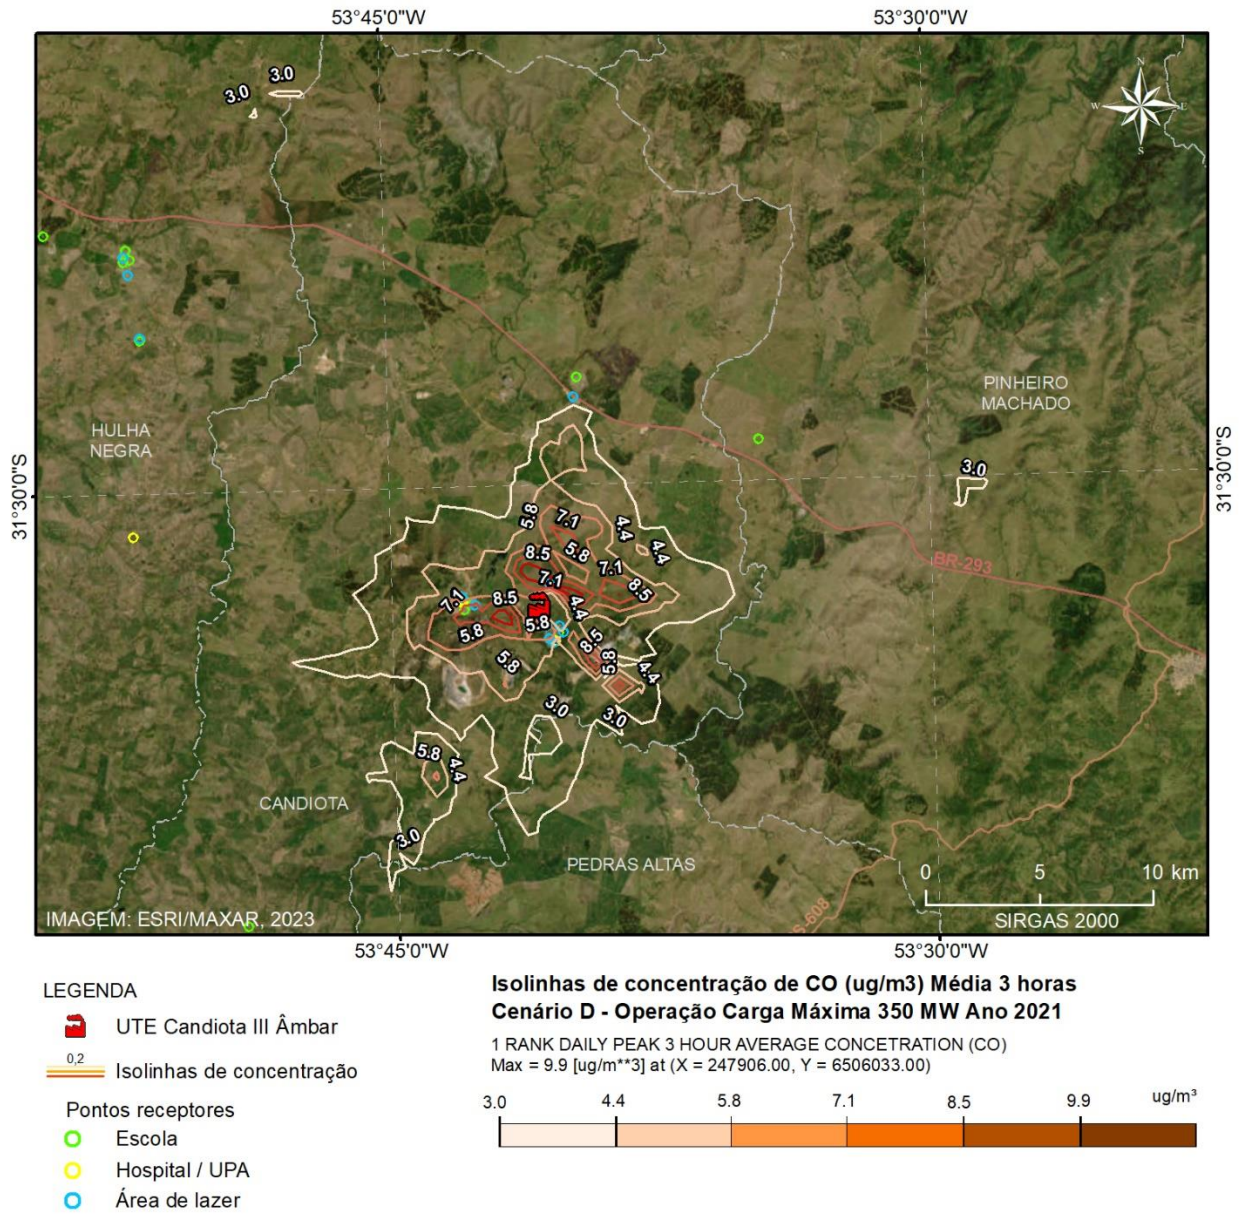 53°45'0"W
53°30'0"W
3.0
3.0
N
W
E
S
PINHEIRO
MACHADO
HULHA
NEGRA
31°30'0"S
31°30'0"S
3.0
5.8
7.1
4.4
4.4
5.8
8.5
7.1
7.1
8.5
BR-293
7.1
8.5
4.4
5.8
5.8
8.5
5.8
5.8
4.4
3.0
3.0
5.8
4.4
CANDIOTA
3.0
PEDRAS ALTAS
0
5
10 km
S-608
IMAGEM: ESRI/MAXAR, 2023
SIRGAS 2000
53°45'0"W
53°30'0"W
LEGENDA
UTE Candiota III Âmbar
0,2
Isolinhas de concentração
Pontos receptores
Escola
Hospital / UPA
Área de lazer
Isolinhas de concentração de CO (ug/m3) Média 3 horas
Cenário D - Operação Carga Máxima 350 MW Ano 2021
1 RANK DAILY PEAK 3 HOUR AVERAGE CONCETRATION (CO)
Max = 9.9 [ug/m**3] at (X = 247906.00, Y = 6506033.00)
3.0
4.4
5.8
7.1
8.5
9.9
ug/m³